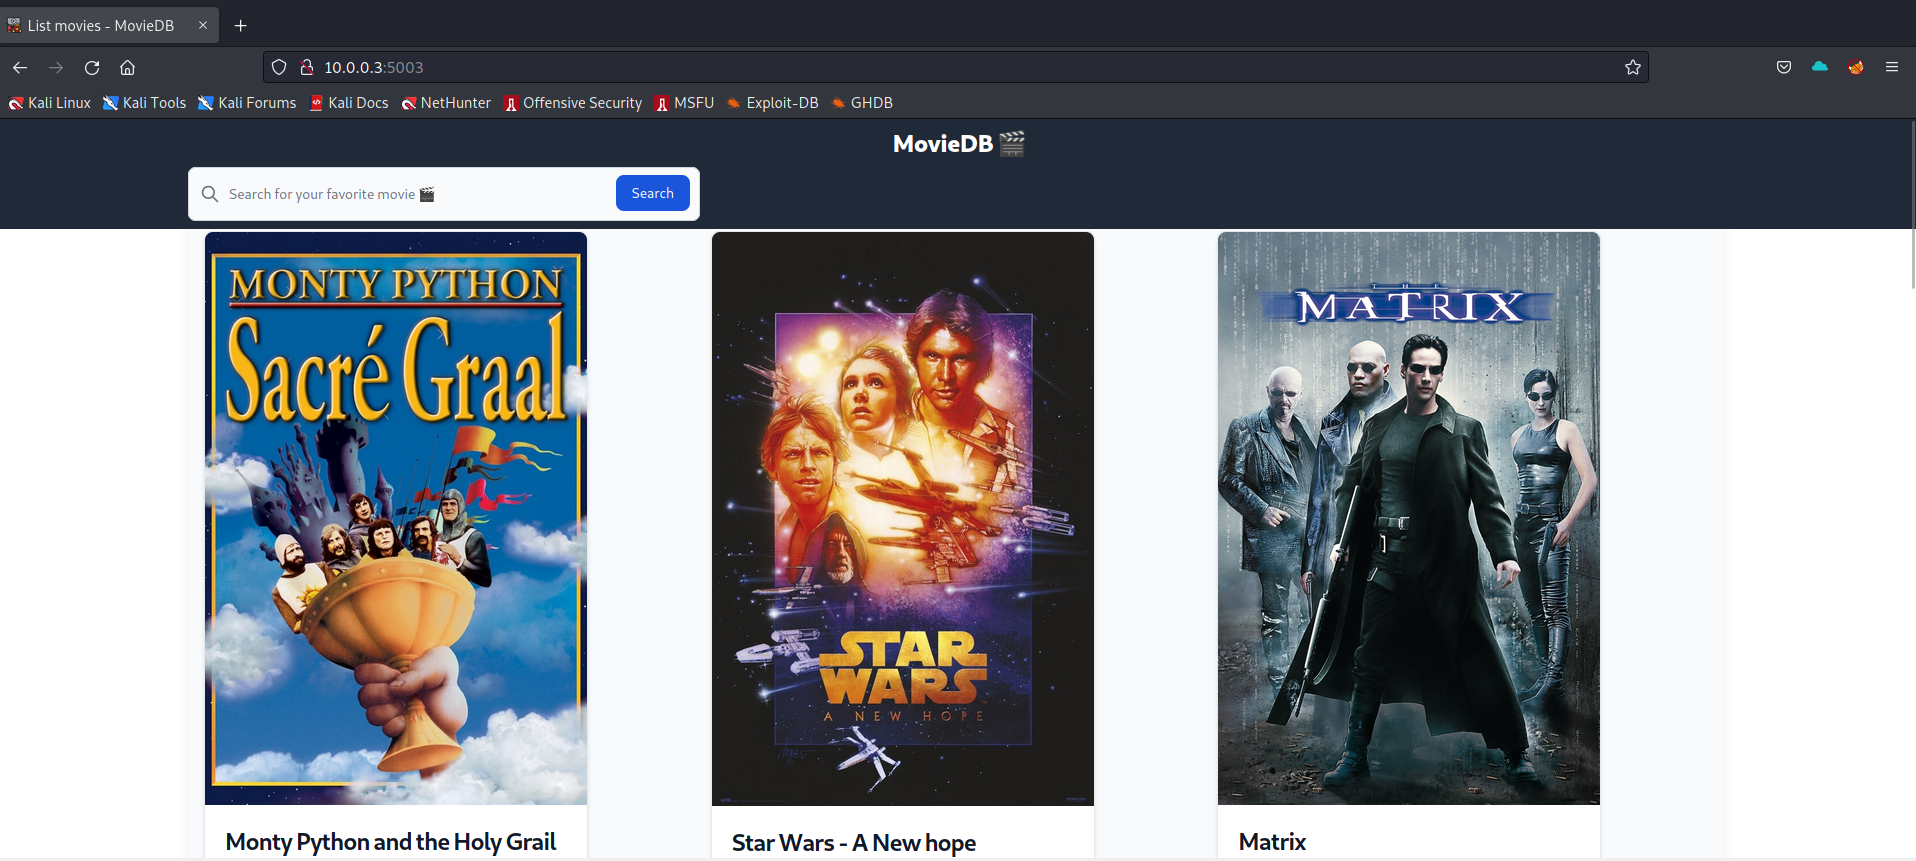 List movies - MovieDB
10.0.0.3:5003
Kali Linux Kali Tools Kali Forums Kali Docs NetHunter Offensive Security MSFU Exploit-DB GHDB
MovieDB
Search for your favorite movie
Search
MONTY PYTHON
Sacré Graal
STAR
WARS
A NEW HOPE
THE
MATRIX
Monty Python and the Holy Grail
Star Wars - A New hope
Matrix